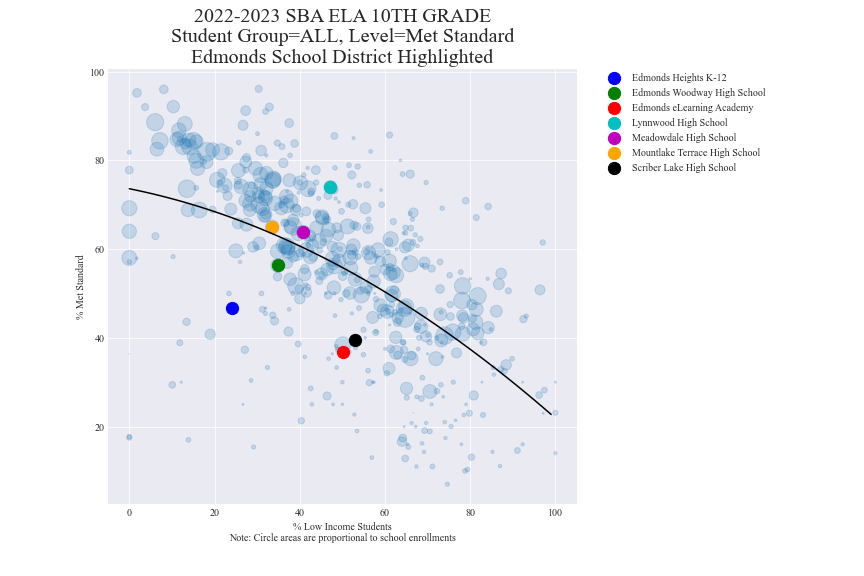 2022-2023 SBA ELA 10TH GRADE
Student Group=ALL, Level=Met Standard
Edmonds School District Highlighted
100
80
60
40
20
% Met Standard
0
20
40
60
80
100
% Low Income Students
Note: Circle areas are proportional to school enrollments
Edmonds Heights K-12
Edmonds Woodway High School
Edmonds eLearning Academy
Lynnwood High School
Meadowdale High School
Mountlake Terrace High School
Scriber Lake High School